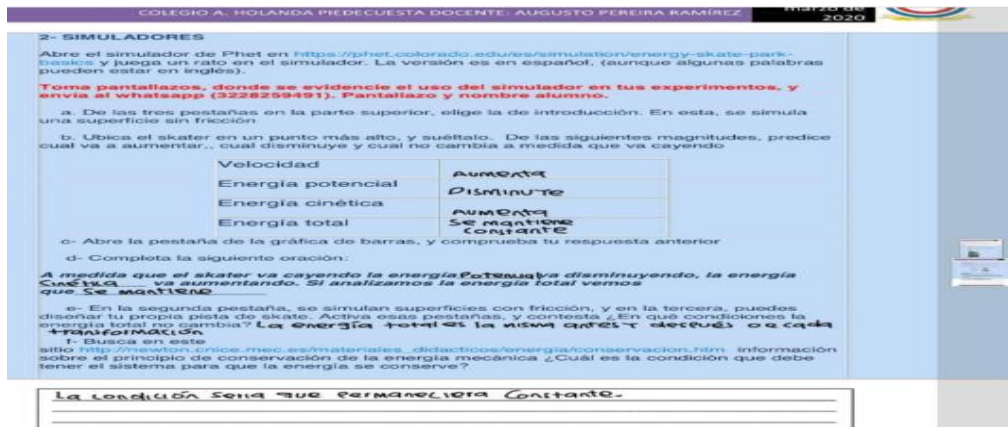 COLEGIO A. HOLANDA PIEDECUESTA DOCENTE: AUGUSTO PEREIRA RAMÍREZ
marzo de
2020
2- SIMULADORES
Abre el simulador de Phet en https://phet.colorado.edu/es/simulation/energy-skate-park-
basics y juega un rato en el simulador. La versión es en español, (aunque algunas palabras
pueden estar en inglés).
Toma pantallazos, donde se evidencie el uso del simulador en tus experimentos, y
envía al whatsapp (3228259491). Pantallazo y nombre alumno.
a. De las tres pestañas en la parte superior, elige la de introducción. En esta, se simula
una superficie sin fricción
b. Ubica el skater en un punto más alto, y suéltalo. De las siguientes magnitudes, predice
cual va a aumentar., cual disminuye y cual no cambia a medida que va cayendo
Velocidad Aumenta
Energía potencial Disminuye
Energía cinética Aumenta
Energía total Se mantiene
constante
c- Abre la pestaña de la gráfica de barras, y comprueba tu respuesta anterior
d- Completa la siguiente oración:
A medida que el skater va cayendo la energía Potencial va disminuyendo, la energía
Cinética va aumentando. Si analizamos la energía total vemos
que Se mantiene
e- En la segunda pestaña, se simulan superficies con fricción, y en la tercera, puedes
diseñar tu propia pista de skate. Activa esas pestañas, y contesta ¿En qué condiciones la
energía total no cambia? La energía total es la misma antes y después de cada
transformación
f- Busca en este
sitio http://newton.cnice.mec.es/materiales_didacticos/energia/conservacion.htm información
sobre el principio de conservación de la energía mecánica ¿Cuál es la condición que debe
tener el sistema para que la energía se conserve?
La condición seria que permaneciera Constante.